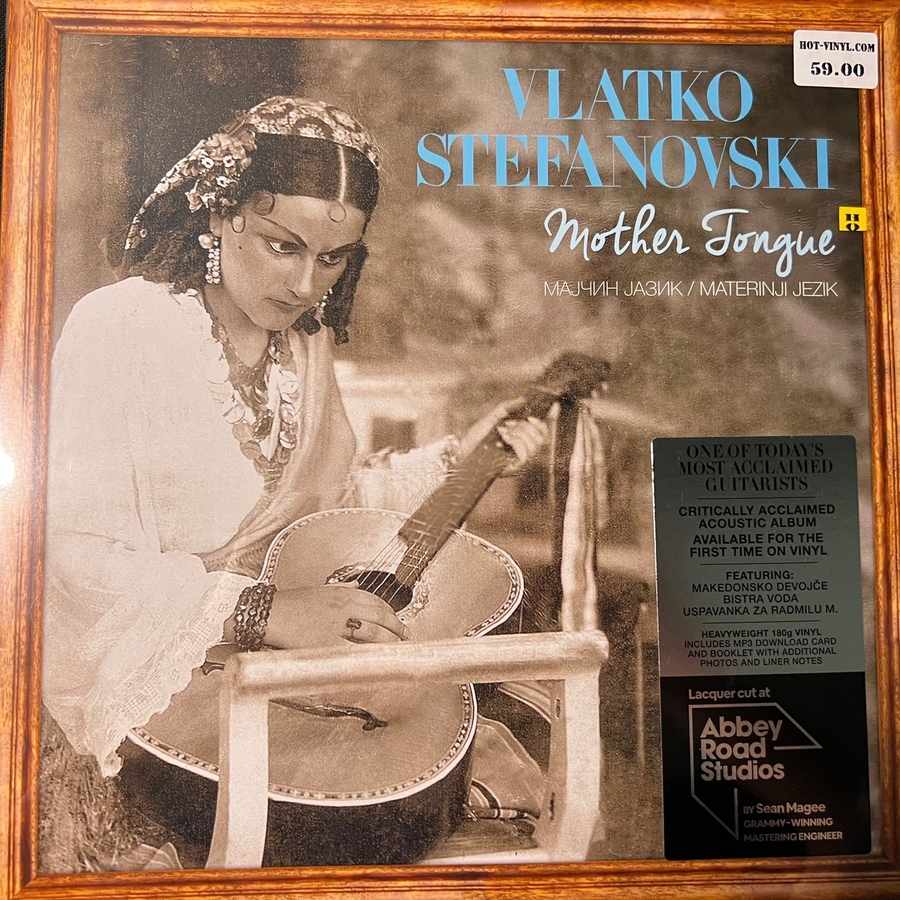 HOT-VINYL.COM
59.00
VLATKO
STEFANOVSKI
Mother Tongue
МАЈЧИН ЈАЗИК / MATERINJI JEZIK
ONE OF TODAY'S
MOST ACCLAIMED
GUITARISTS
CRITICALLY ACCLAIMED
ACOUSTIC ALBUM
AVAILABLE FOR THE
FIRST TIME ON VINYL
FEATURING:
MAKEDONSKO DEVOJČE
BISTRA VODA
USPAVANKA ZA RADMILU M.
HEAVYWEIGHT 180g VINYL
INCLUDES MP3 DOWNLOAD CARD
AND BOOKLET WITH ADDITIONAL
PHOTOS AND LINER NOTES
Lacquer cut at
Abbey
Road
Studios
BY Sean Magee
GRAMMY-WINNING
MASTERING ENGINEER